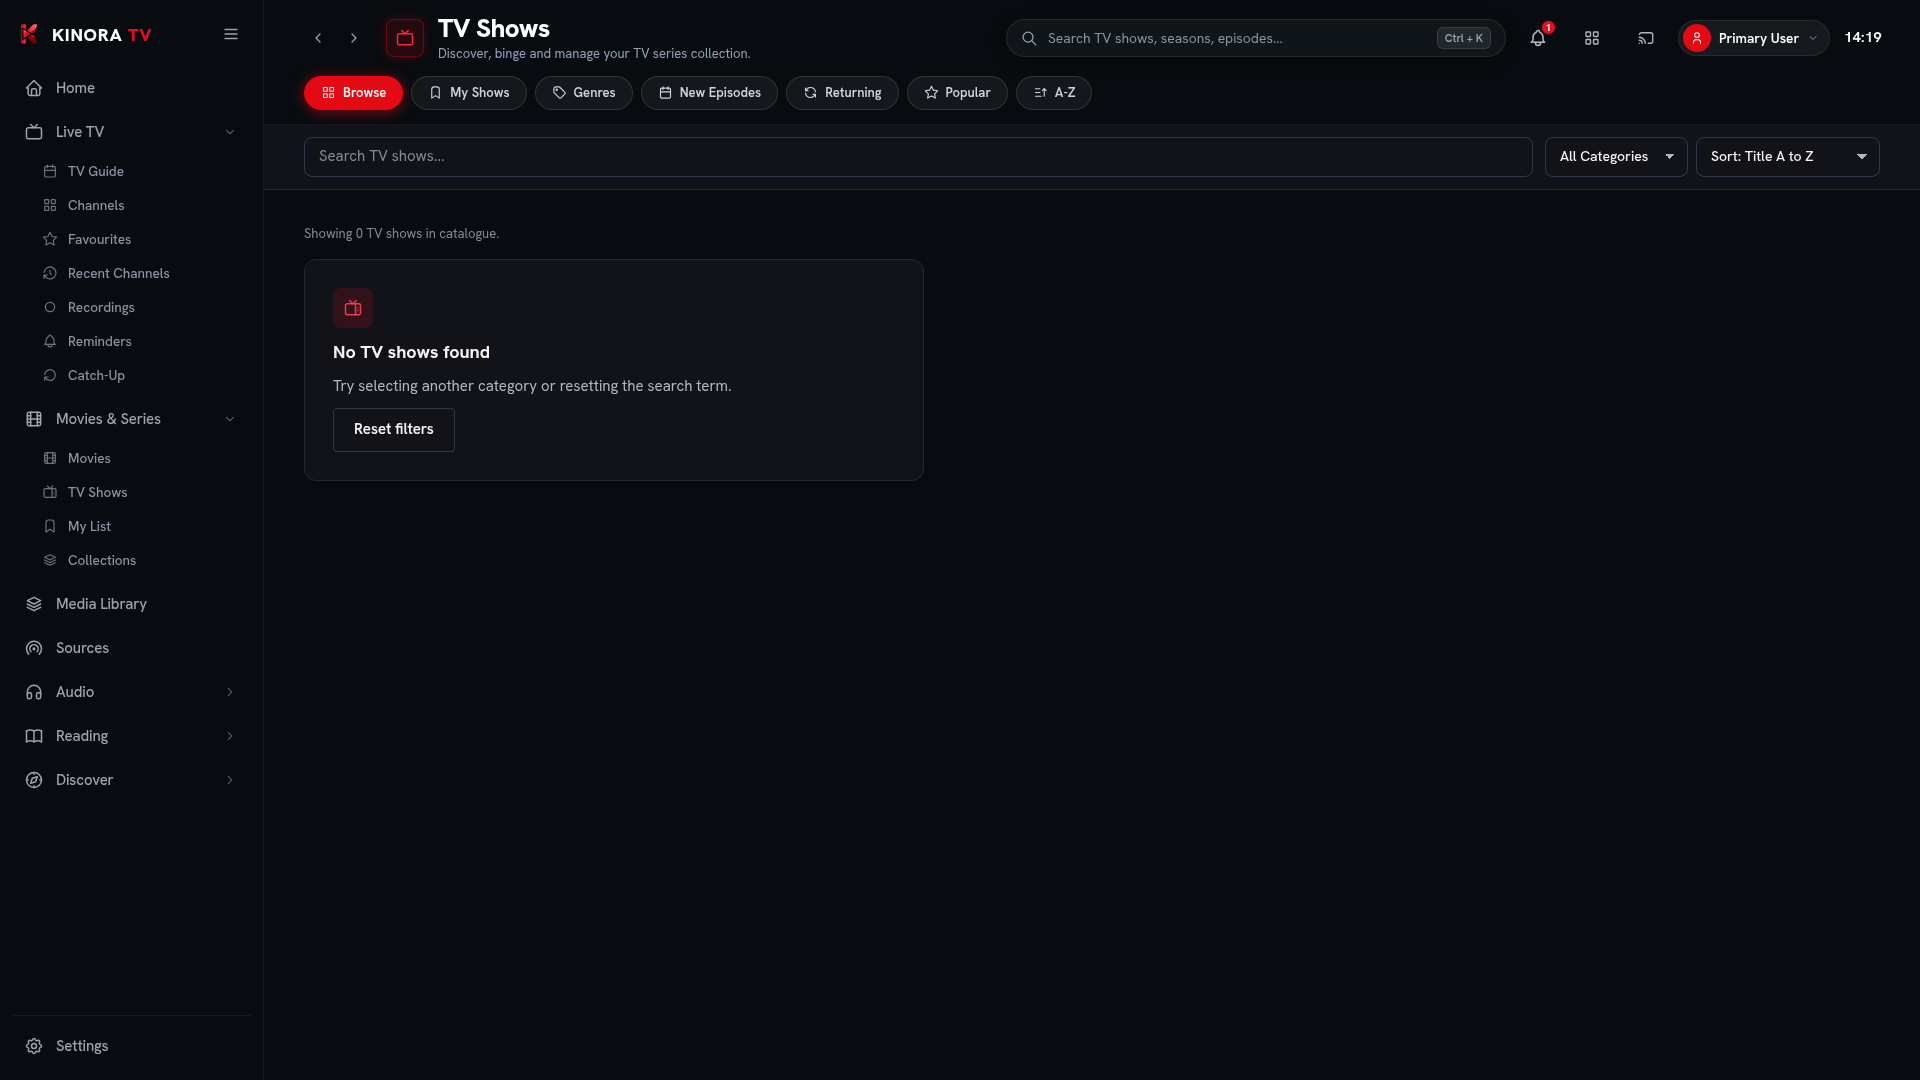 KINORA TV
Home
Live TV
TV Guide
Channels
Favourites
Recent Channels
Recordings
Reminders
Catch-Up
Movies & Series
Movies
TV Shows
My List
Collections
Media Library
Sources
Audio
Reading
Discover
Settings
TV Shows
Discover, binge and manage your TV series collection.
Search TV shows, seasons, episodes...
Ctrl + K
1
Primary User
14:19
Browse
My Shows
Genres
New Episodes
Returning
Popular
A-Z
Search TV shows...
All Categories
Sort: Title A to Z
Showing 0 TV shows in catalogue.
No TV shows found
Try selecting another category or resetting the search term.
Reset filters